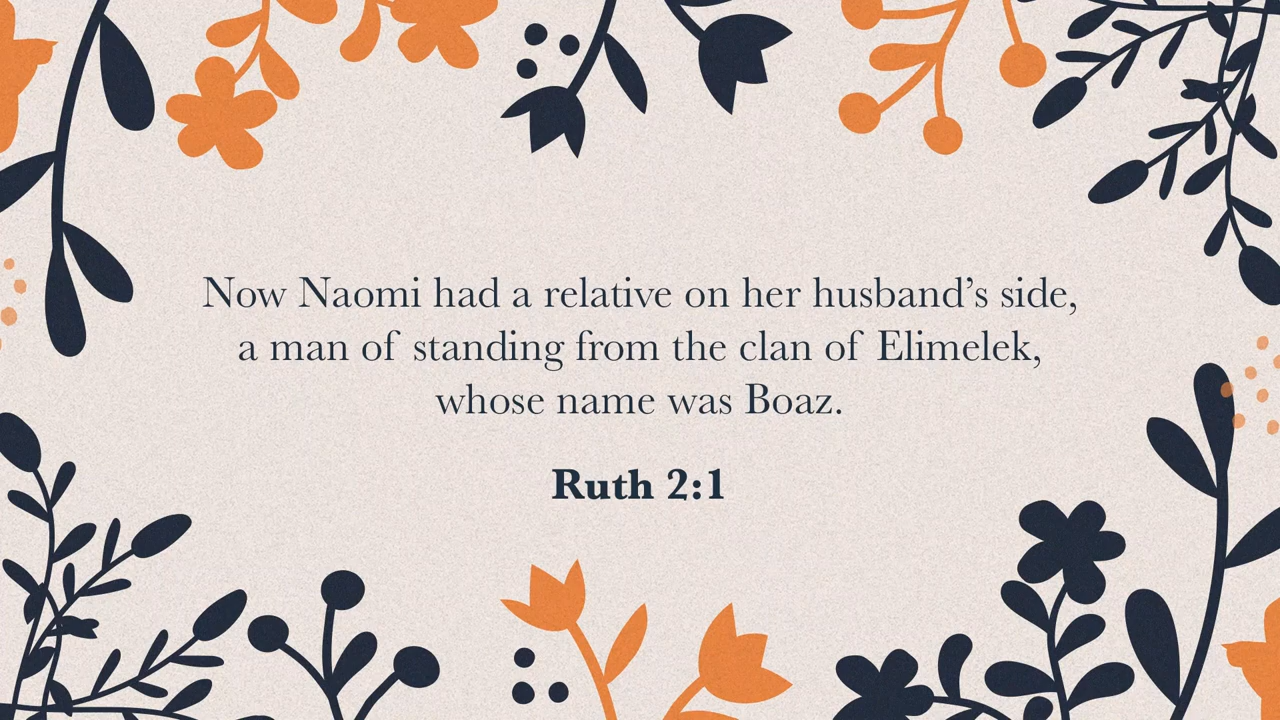 Now Naomi had a relative on her husband’s side,
a man of standing from the clan of Elimelek,
whose name was Boaz.
Ruth 2:1